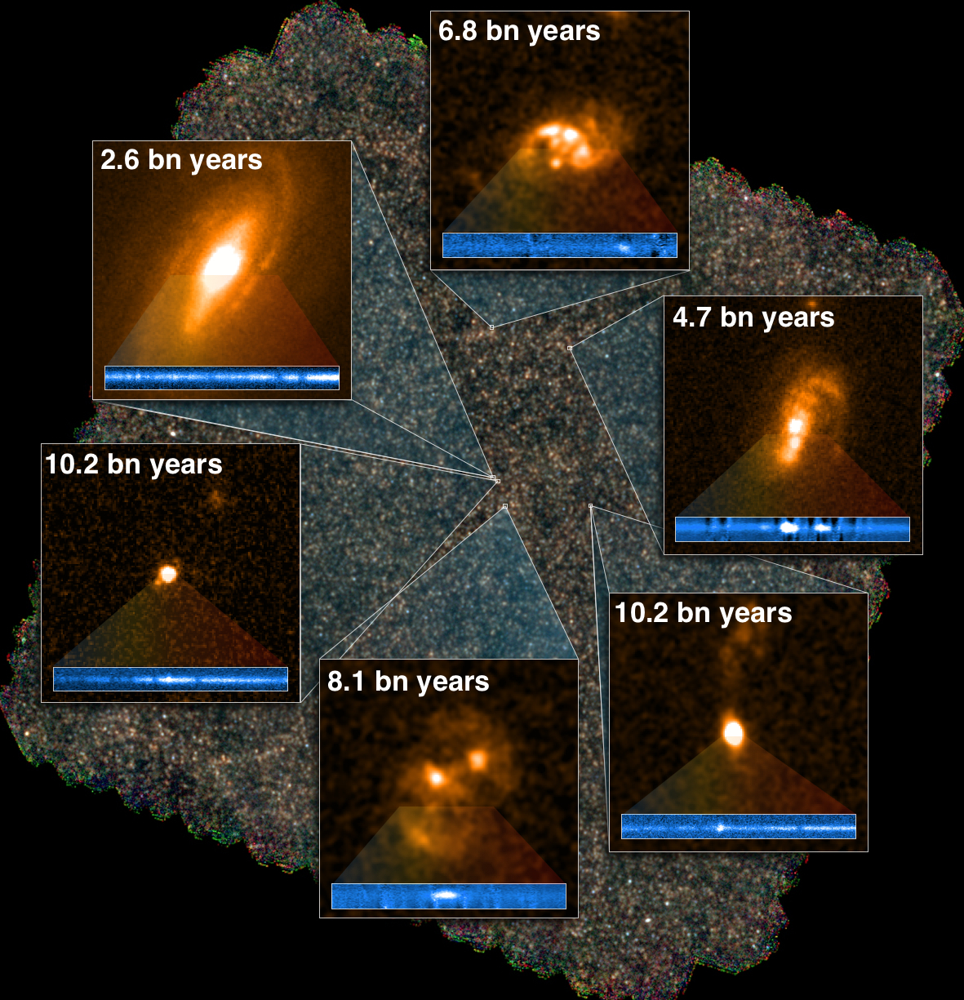 6.8 bn years
2.6 bn years
4.7 bn years
10.2 bn years
10.2 bn years
8.1 bn years